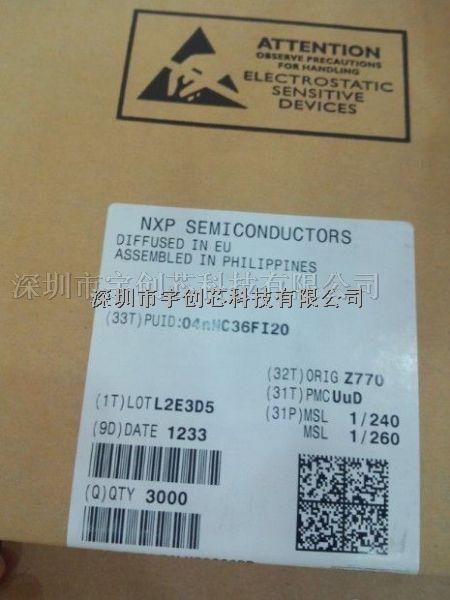 ATTENTION
OBSERVE PRECAUTIONS
FOR HANDLING
ELECTROSTATIC
SENSITIVE
DEVICES
NXP SEMICONDUCTORS
DIFFUSED IN EU
ASSEMBLED IN PHILIPPINES
深圳市宇创芯科技有限公司
深圳市宇创芯科技有限公司
(33T) PUID:04nNC36FI20
(32T) ORIG Z770
(31T) PMC UuD
(1T) LOT L2E3D5
(31P) MSL 1/240
(9D) DATE 1233
MSL 1/260
(Q) QTY 3000